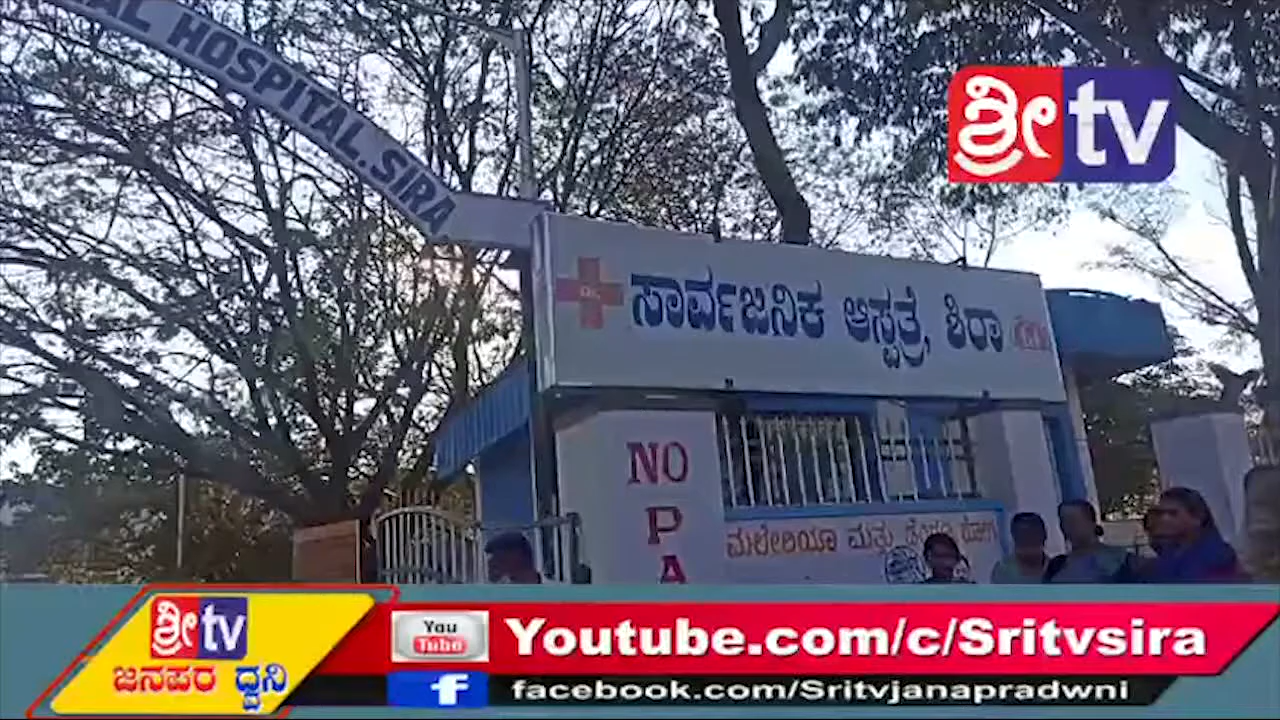 HOSPITAL. SIRA
ಶ್ರೀ tv
ಸಾರ್ವಜನಿಕ ಆಸ್ಪತ್ರೆ, ಶಿರಾ
NO
P
A
ಮಲೇರಿಯಾ ಮತ್ತು
ಶ್ರೀ tv
ಜನಪರ ಧ್ವನಿ
You Tube
Youtube.com/c/Sritvsira
f
facebook.com/Sritvjanapradwni